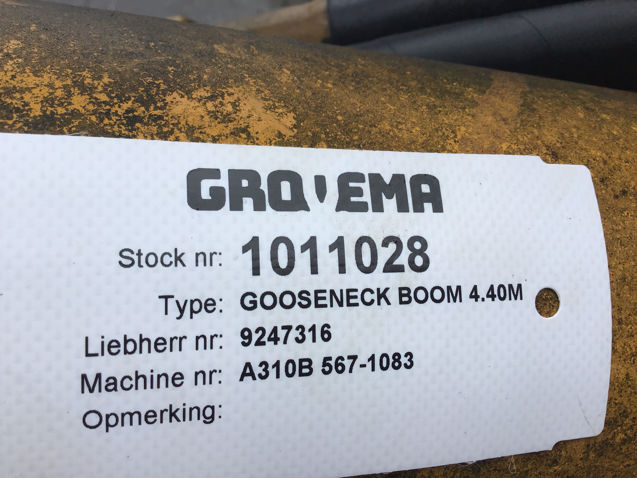 GROVEMA
Stock nr: 1011028
Type: GOOSENECK BOOM 4.40M
Liebherr nr: 9247316
Machine nr: A310B 567-1083
Opmerking: